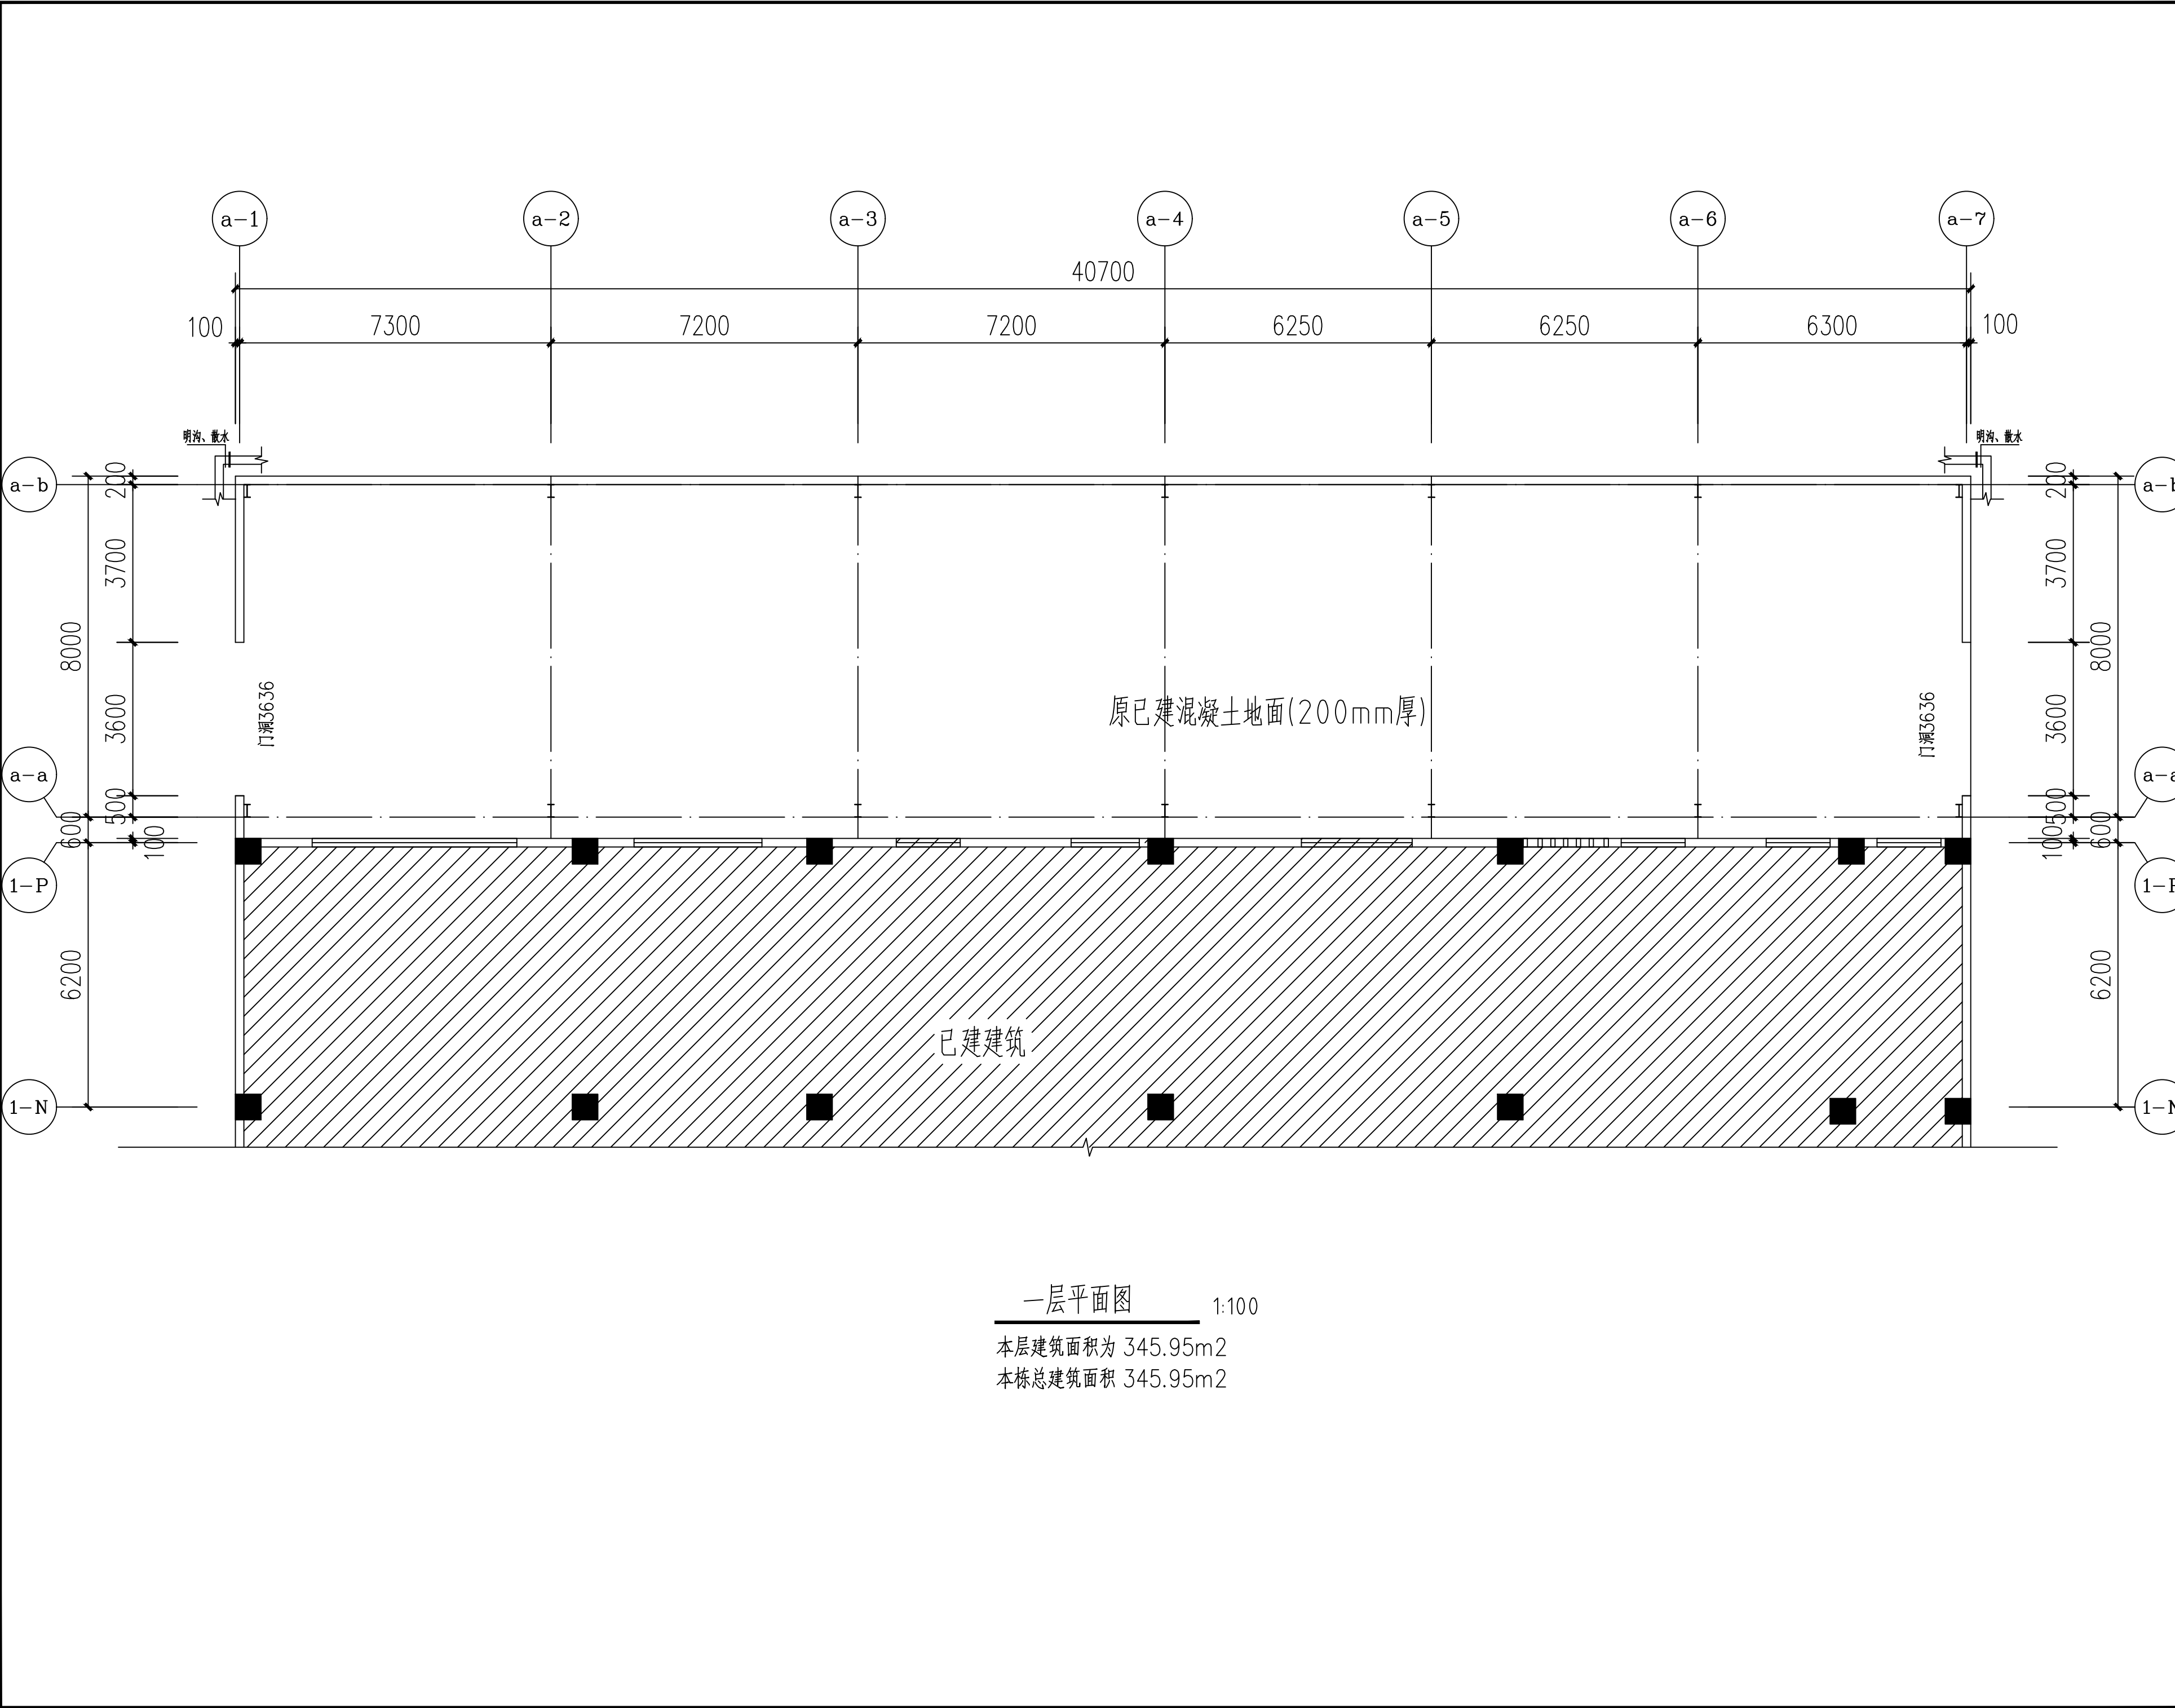 a-1 a-2 a-3 a-4 a-5 a-6 a-7
40700
100 7300 7200 7200 6250 6250 6300 100
明沟、散水 明沟、散水
a-b 200 200
3700 3700
8000 8000
3600 门洞3636 原已建混凝土地面(200mm厚) 门洞3636 3600
a-a 500 500
600 100 100 600
1-P
6200 6200
已建建筑
1-N
一层平面图 1:100
本层建筑面积为 345.95m2
本栋总建筑面积 345.95m2